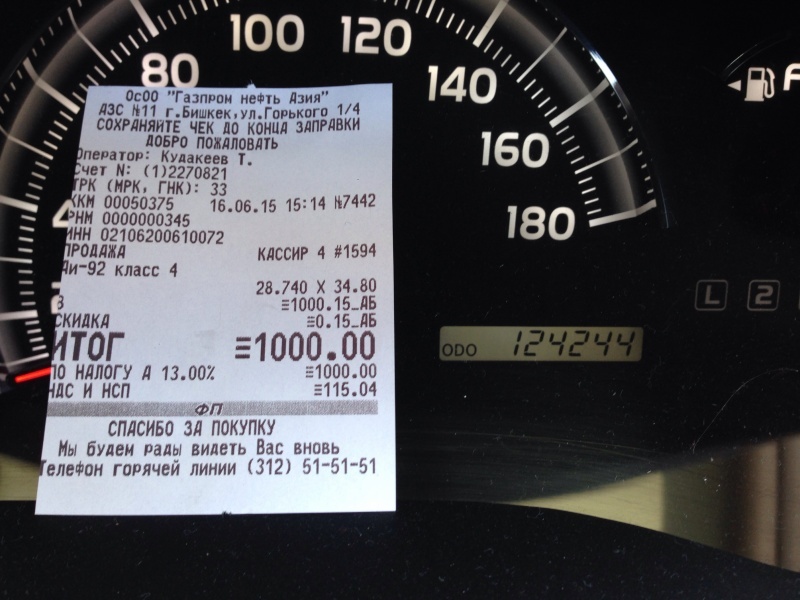 80 100 120 140 160 180
ОсОО "Газпром нефть Азия"
АЗС №11 г.Бишкек,ул.Горького 1/4
СОХРАНЯЙТЕ ЧЕК ДО КОНЦА ЗАПРАВКИ
ДОБРО ПОЖАЛОВАТЬ
Оператор: Кудакеев Т.
Счет N: (1)2270821
ТРК (МРК, ГНК): 33
ККМ 00050375 16.06.15 15:14 №7442
РНМ 0000000345
ИНН 02106200610072
ПРОДАЖА КАССИР 4 #1594
Аи-92 класс 4
28.740 X 34.80
3 ≡1000.15_АБ
СКИДКА ≡0.15_АБ
ИТОГ ≡1000.00
ПО НАЛОГУ А 13.00% ≡1000.00
НДС И НСП ≡115.04
ФП
СПАСИБО ЗА ПОКУПКУ
Мы будем рады видеть Вас вновь
Телефон горячей линии (312) 51-51-51
F
L 2
ODO 124244